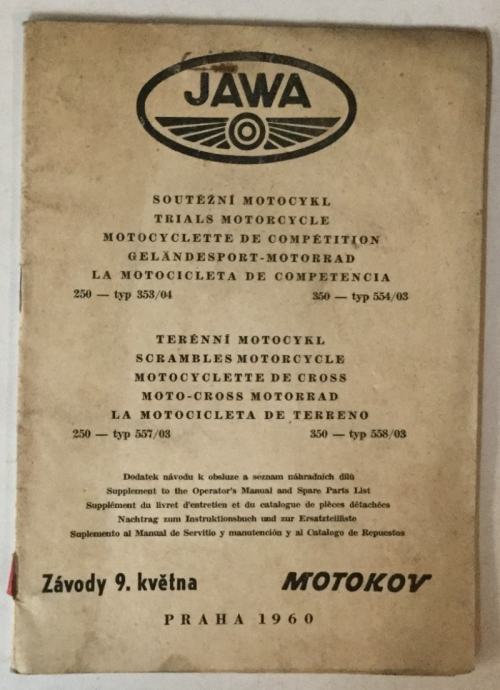 JAWA
SOUTĚŽNÍ MOTOCYKL
TRIALS MOTORCYCLE
MOTOCYCLETTE DE COMPÉTITION
GELÄNDESPORT-MOTORRAD
LA MOTOCICLETA DE COMPETENCIA
250 — typ 353/04 350 — typ 554/03
TERÉNNÍ MOTOCYKL
SCRAMBLES MOTORCYCLE
MOTOCYCLETTE DE CROSS
MOTO-CROSS MOTORRAD
LA MOTOCICLETA DE TERRENO
250 — typ 557/03 350 — typ 558/03
Dodatek návodu k obsluze a seznam náhradních dílů
Supplement to the Operator's Manual and Spare Parts List
Supplément du livret d'entretien et du catalogue de pièces détachées
Nachtrag zum Instruktionsbuch und zur Ersatzteilliste
Suplemento al Manual de Servitio y manutención y al Catalogo de Repuestos
Závody 9. května MOTOKOV
PRAHA 1960